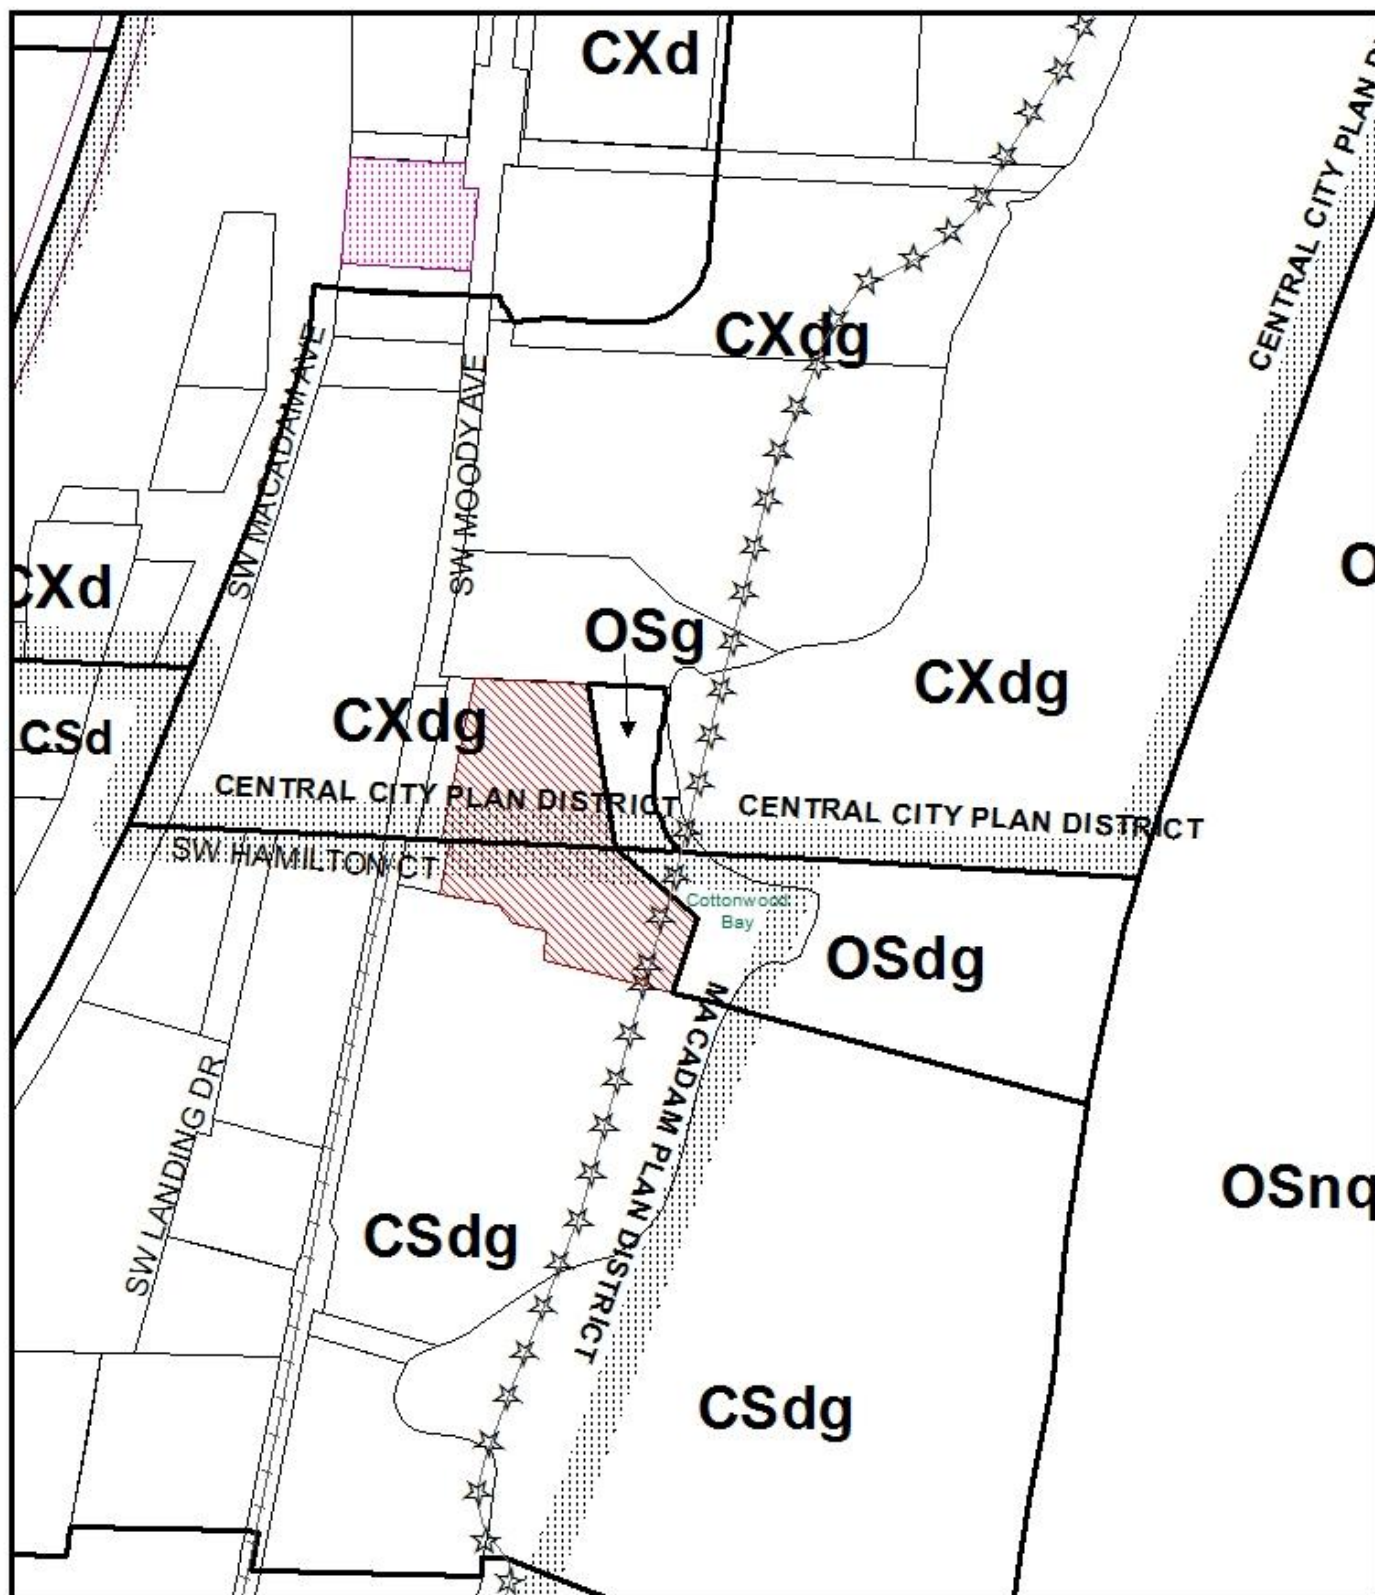 CXd
CENTRAL CITY PLAN
CXdg
SW MACADAM AVE
SW MOODY AVE
CXd
OSg
CXdg
CXdg
CSd
CENTRAL CITY PLAN DISTRICT
CENTRAL CITY PLAN DISTRICT
SW HAMILTON CT
Cottonwood
Bay
OSdg
MACADAM PLAN DISTRICT
SW LANDING DR
OSnq
CSdg
CSdg